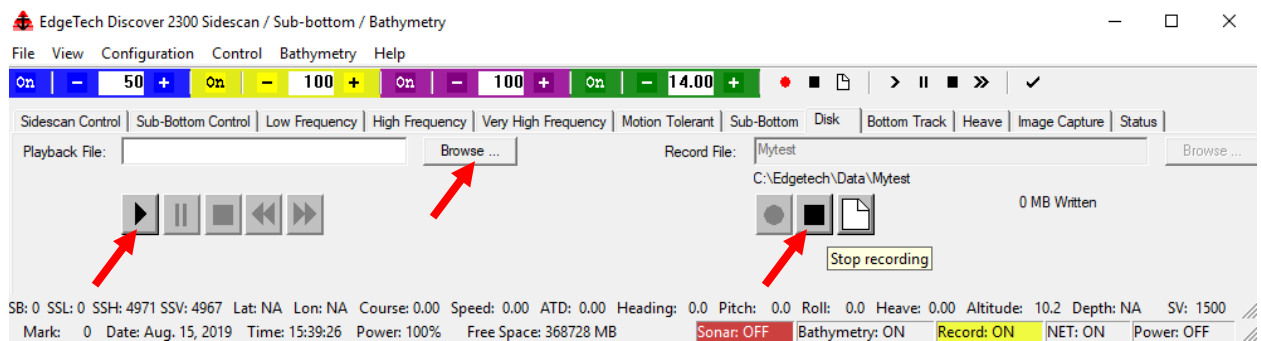 EdgeTech Discover 2300 Sidescan / Sub-bottom / Bathymetry
File View Configuration Control Bathymetry Help
On - 50 + On - 100 + On - 100 + On - 14.00 +
Sidescan Control Sub-Bottom Control Low Frequency High Frequency Very High Frequency Motion Tolerant Sub-Bottom Disk Bottom Track Heave Image Capture Status
Playback File: Browse ... Record File: Mytest Browse ...
C:\Edgetech\Data\Mytest
0 MB Written
Stop recording
SB: 0 SSL: 0 SSH: 4971 SSV: 4967 Lat: NA Lon: NA Course: 0.00 Speed: 0.00 ATD: 0.00 Heading: 0.0 Pitch: 0.0 Roll: 0.0 Heave: 0.00 Altitude: 10.2 Depth: NA SV: 1500
Mark: 0 Date: Aug. 15, 2019 Time: 15:39:26 Power: 100% Free Space: 368728 MB Sonar: OFF Bathymetry: ON Record: ON NET: ON Power: OFF